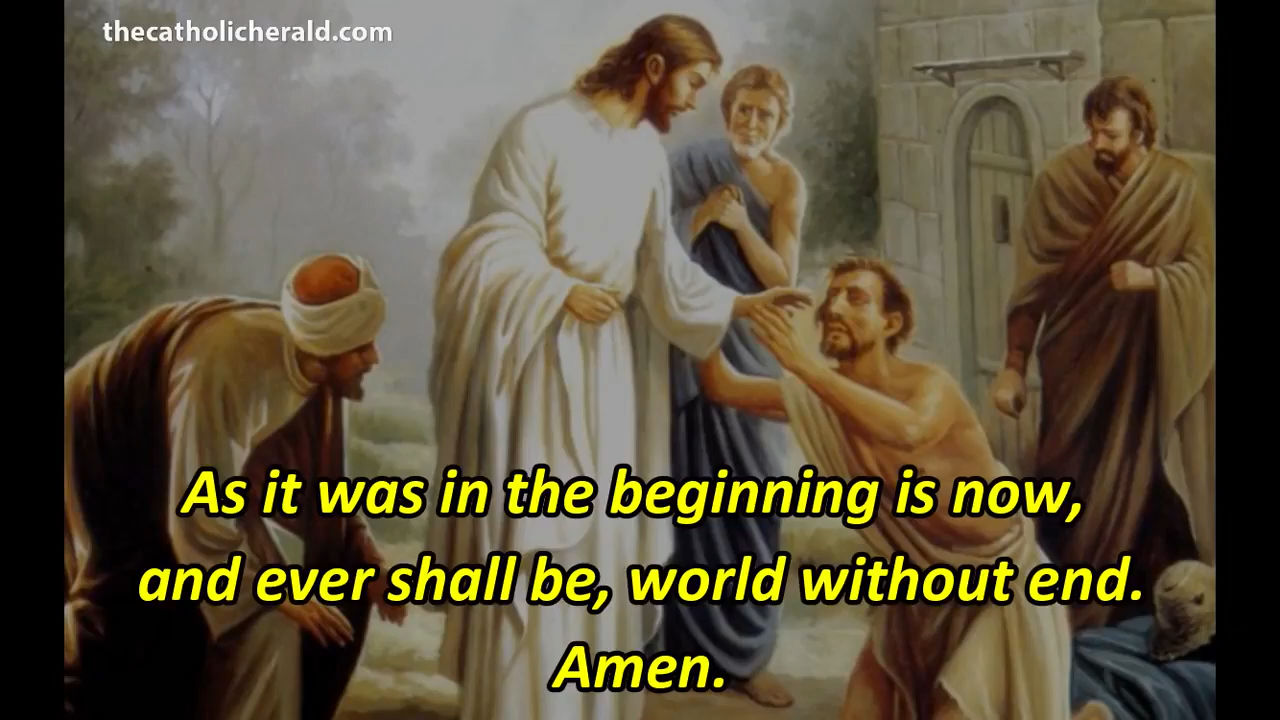 thecatholicherald.com
As it was in the beginning is now,
and ever shall be, world without end.
Amen.